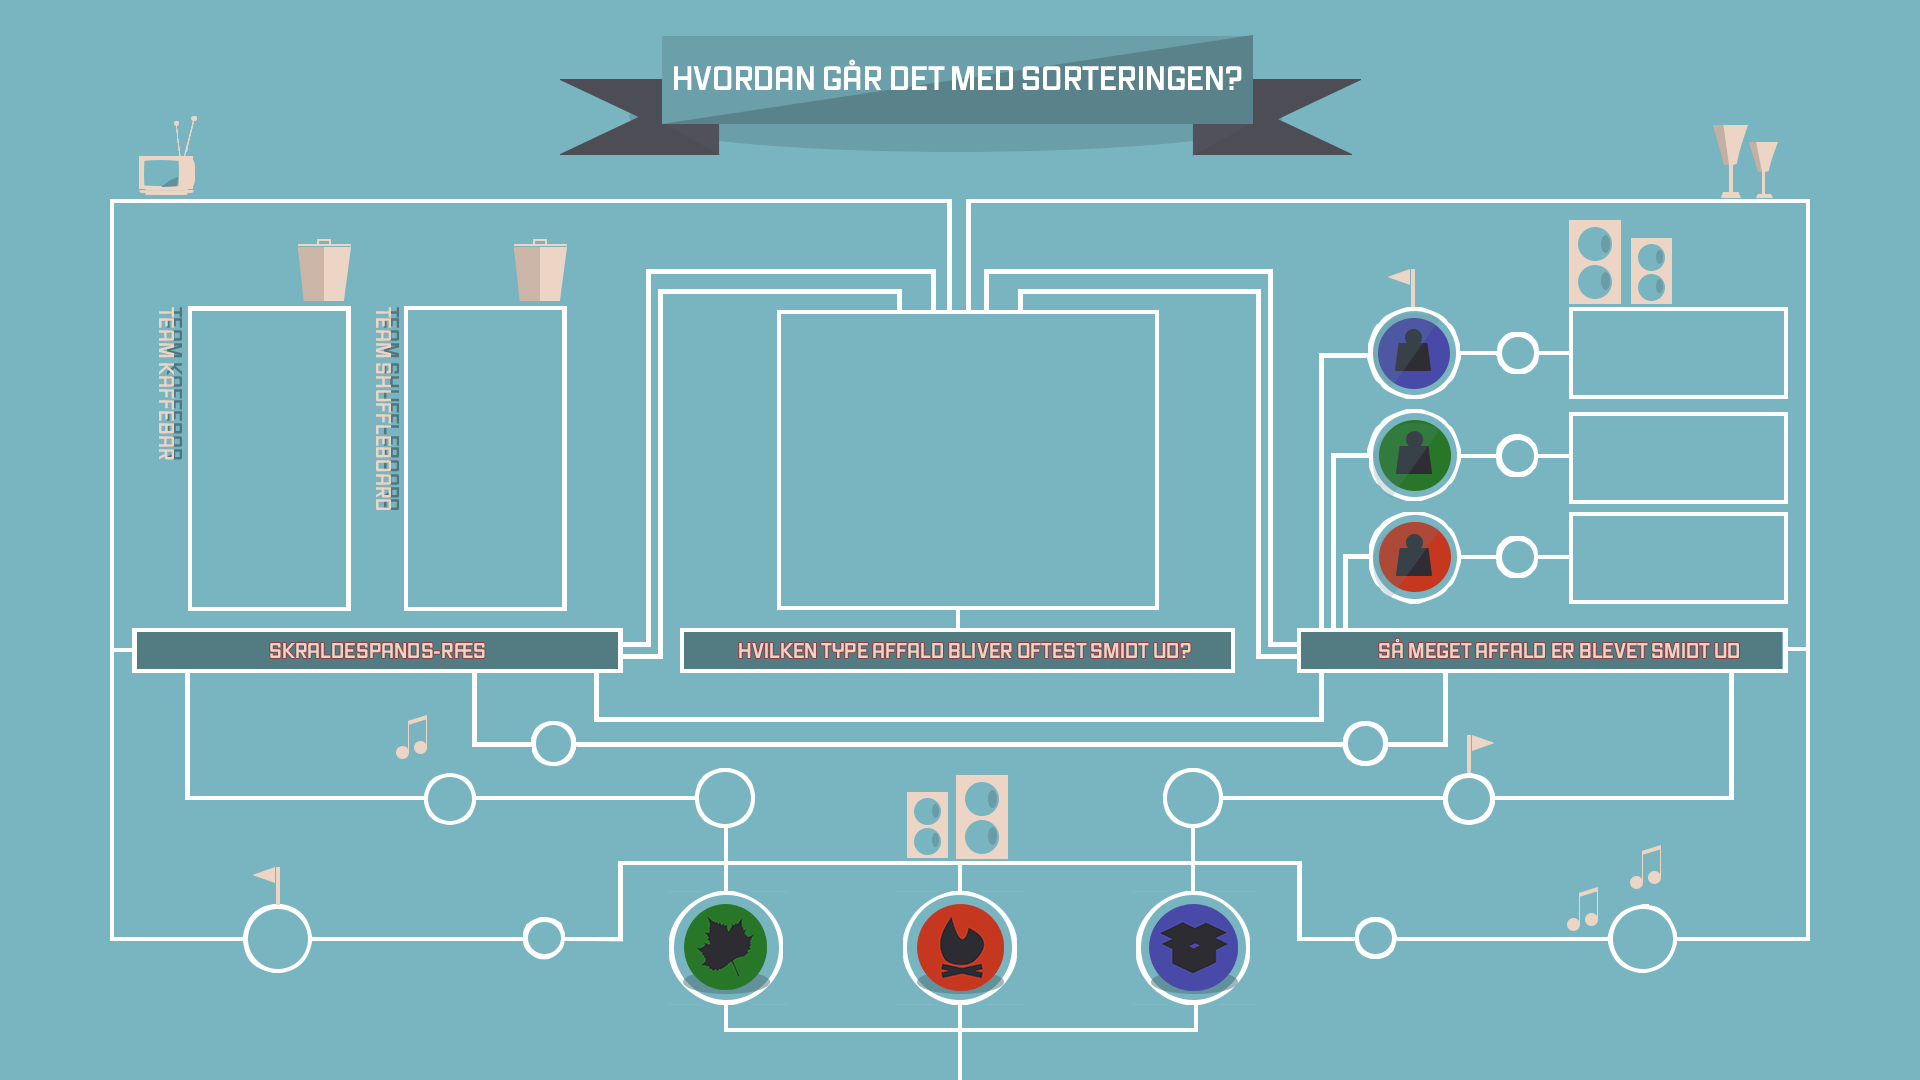 HVORDAN GÅR DET MED SORTERINGEN?
TEAM KAFFEBAR
TEAM SHUFFLEBOARD
SKRALDESPANDS-RÆS
HVILKEN TYPE AFFALD BLIVER OFTEST SMIDT UD?
SÅ MEGET AFFALD ER BLEVET SMIDT UD